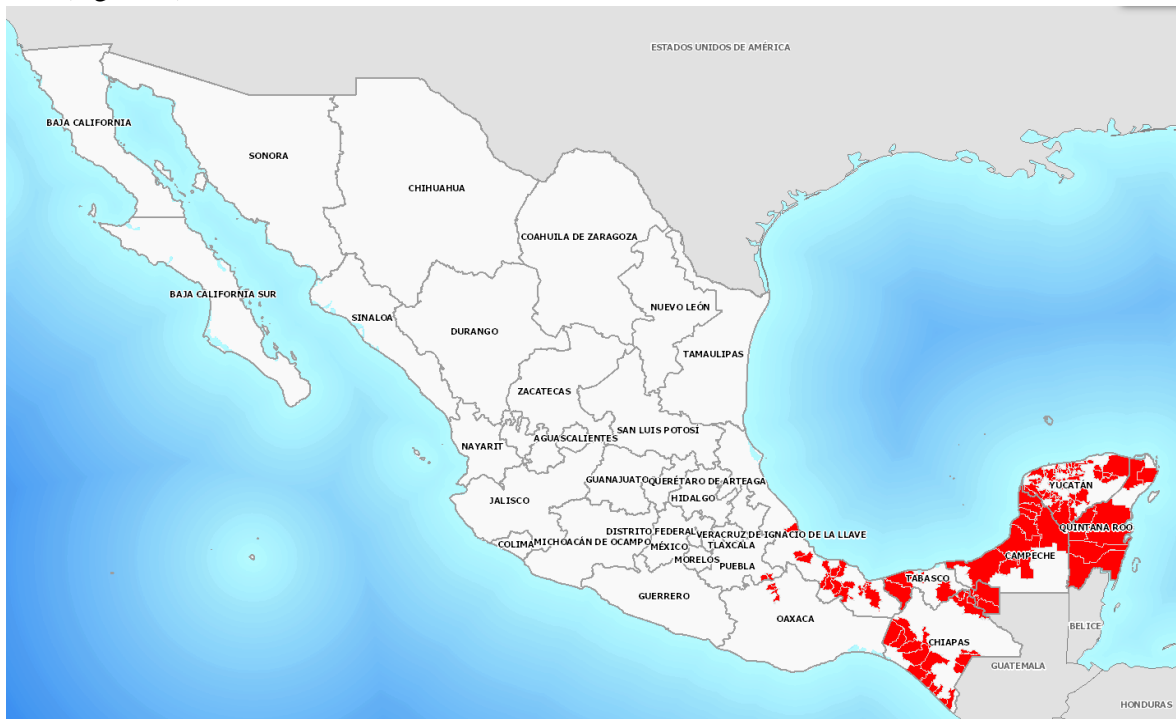 ESTADOS UNIDOS DE AMÉRICA
BAJA CALIFORNIA
SONORA
CHIHUAHUA
COAHUILA DE ZARAGOZA
BAJA CALIFORNIA SUR
NUEVO LEÓN
SINALOA
DURANGO
TAMAULIPAS
ZACATECAS
SAN LUIS POTOSÍ
AGUASCALIENTES
NAYARIT
GUANAJUATO
QUERÉTARO DE ARTEAGA
YUCATÁN
HIDALGO
JALISCO
QUINTANA ROO
DISTRITO FEDERAL
VERACRUZ DE IGNACIO DE LA LLAVE
COLIMA
MICHOACÁN DE OCAMPO
MÉXICO
TLAXCALA
CAMPECHE
MORELOS
PUEBLA
TABASCO
GUERRERO
OAXACA
BELICE
CHIAPAS
GUATEMALA
HONDURAS